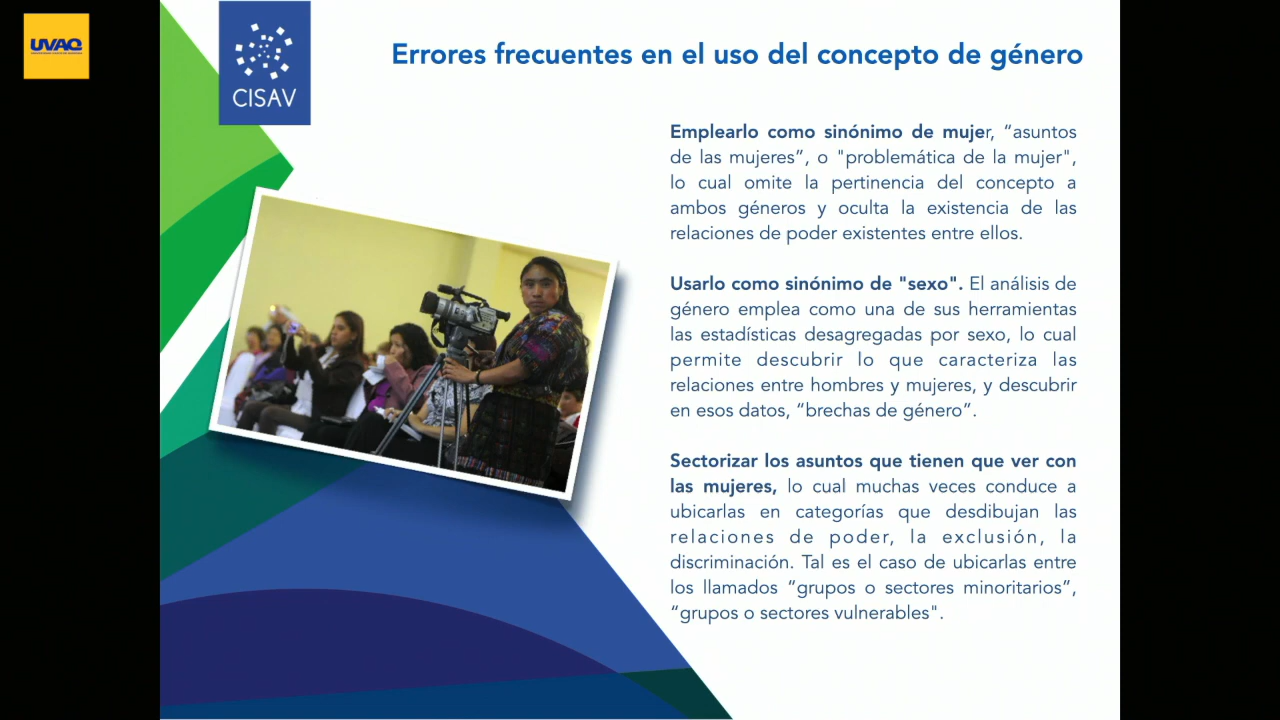 UVAQ
CISAV
Errores frecuentes en el uso del concepto de género
Emplearlo como sinónimo de mujer, “asuntos
de las mujeres”, o "problemática de la mujer",
lo cual omite la pertinencia del concepto a
ambos géneros y oculta la existencia de las
relaciones de poder existentes entre ellos.
Usarlo como sinónimo de "sexo". El análisis de
género emplea como una de sus herramientas
las estadísticas desagregadas por sexo, lo cual
permite descubrir lo que caracteriza las
relaciones entre hombres y mujeres, y descubrir
en esos datos, “brechas de género”.
Sectorizar los asuntos que tienen que ver con
las mujeres, lo cual muchas veces conduce a
ubicarlas en categorías que desdibujan las
relaciones de poder, la exclusión, la
discriminación. Tal es el caso de ubicarlas entre
los llamados “grupos o sectores minoritarios”,
“grupos o sectores vulnerables".